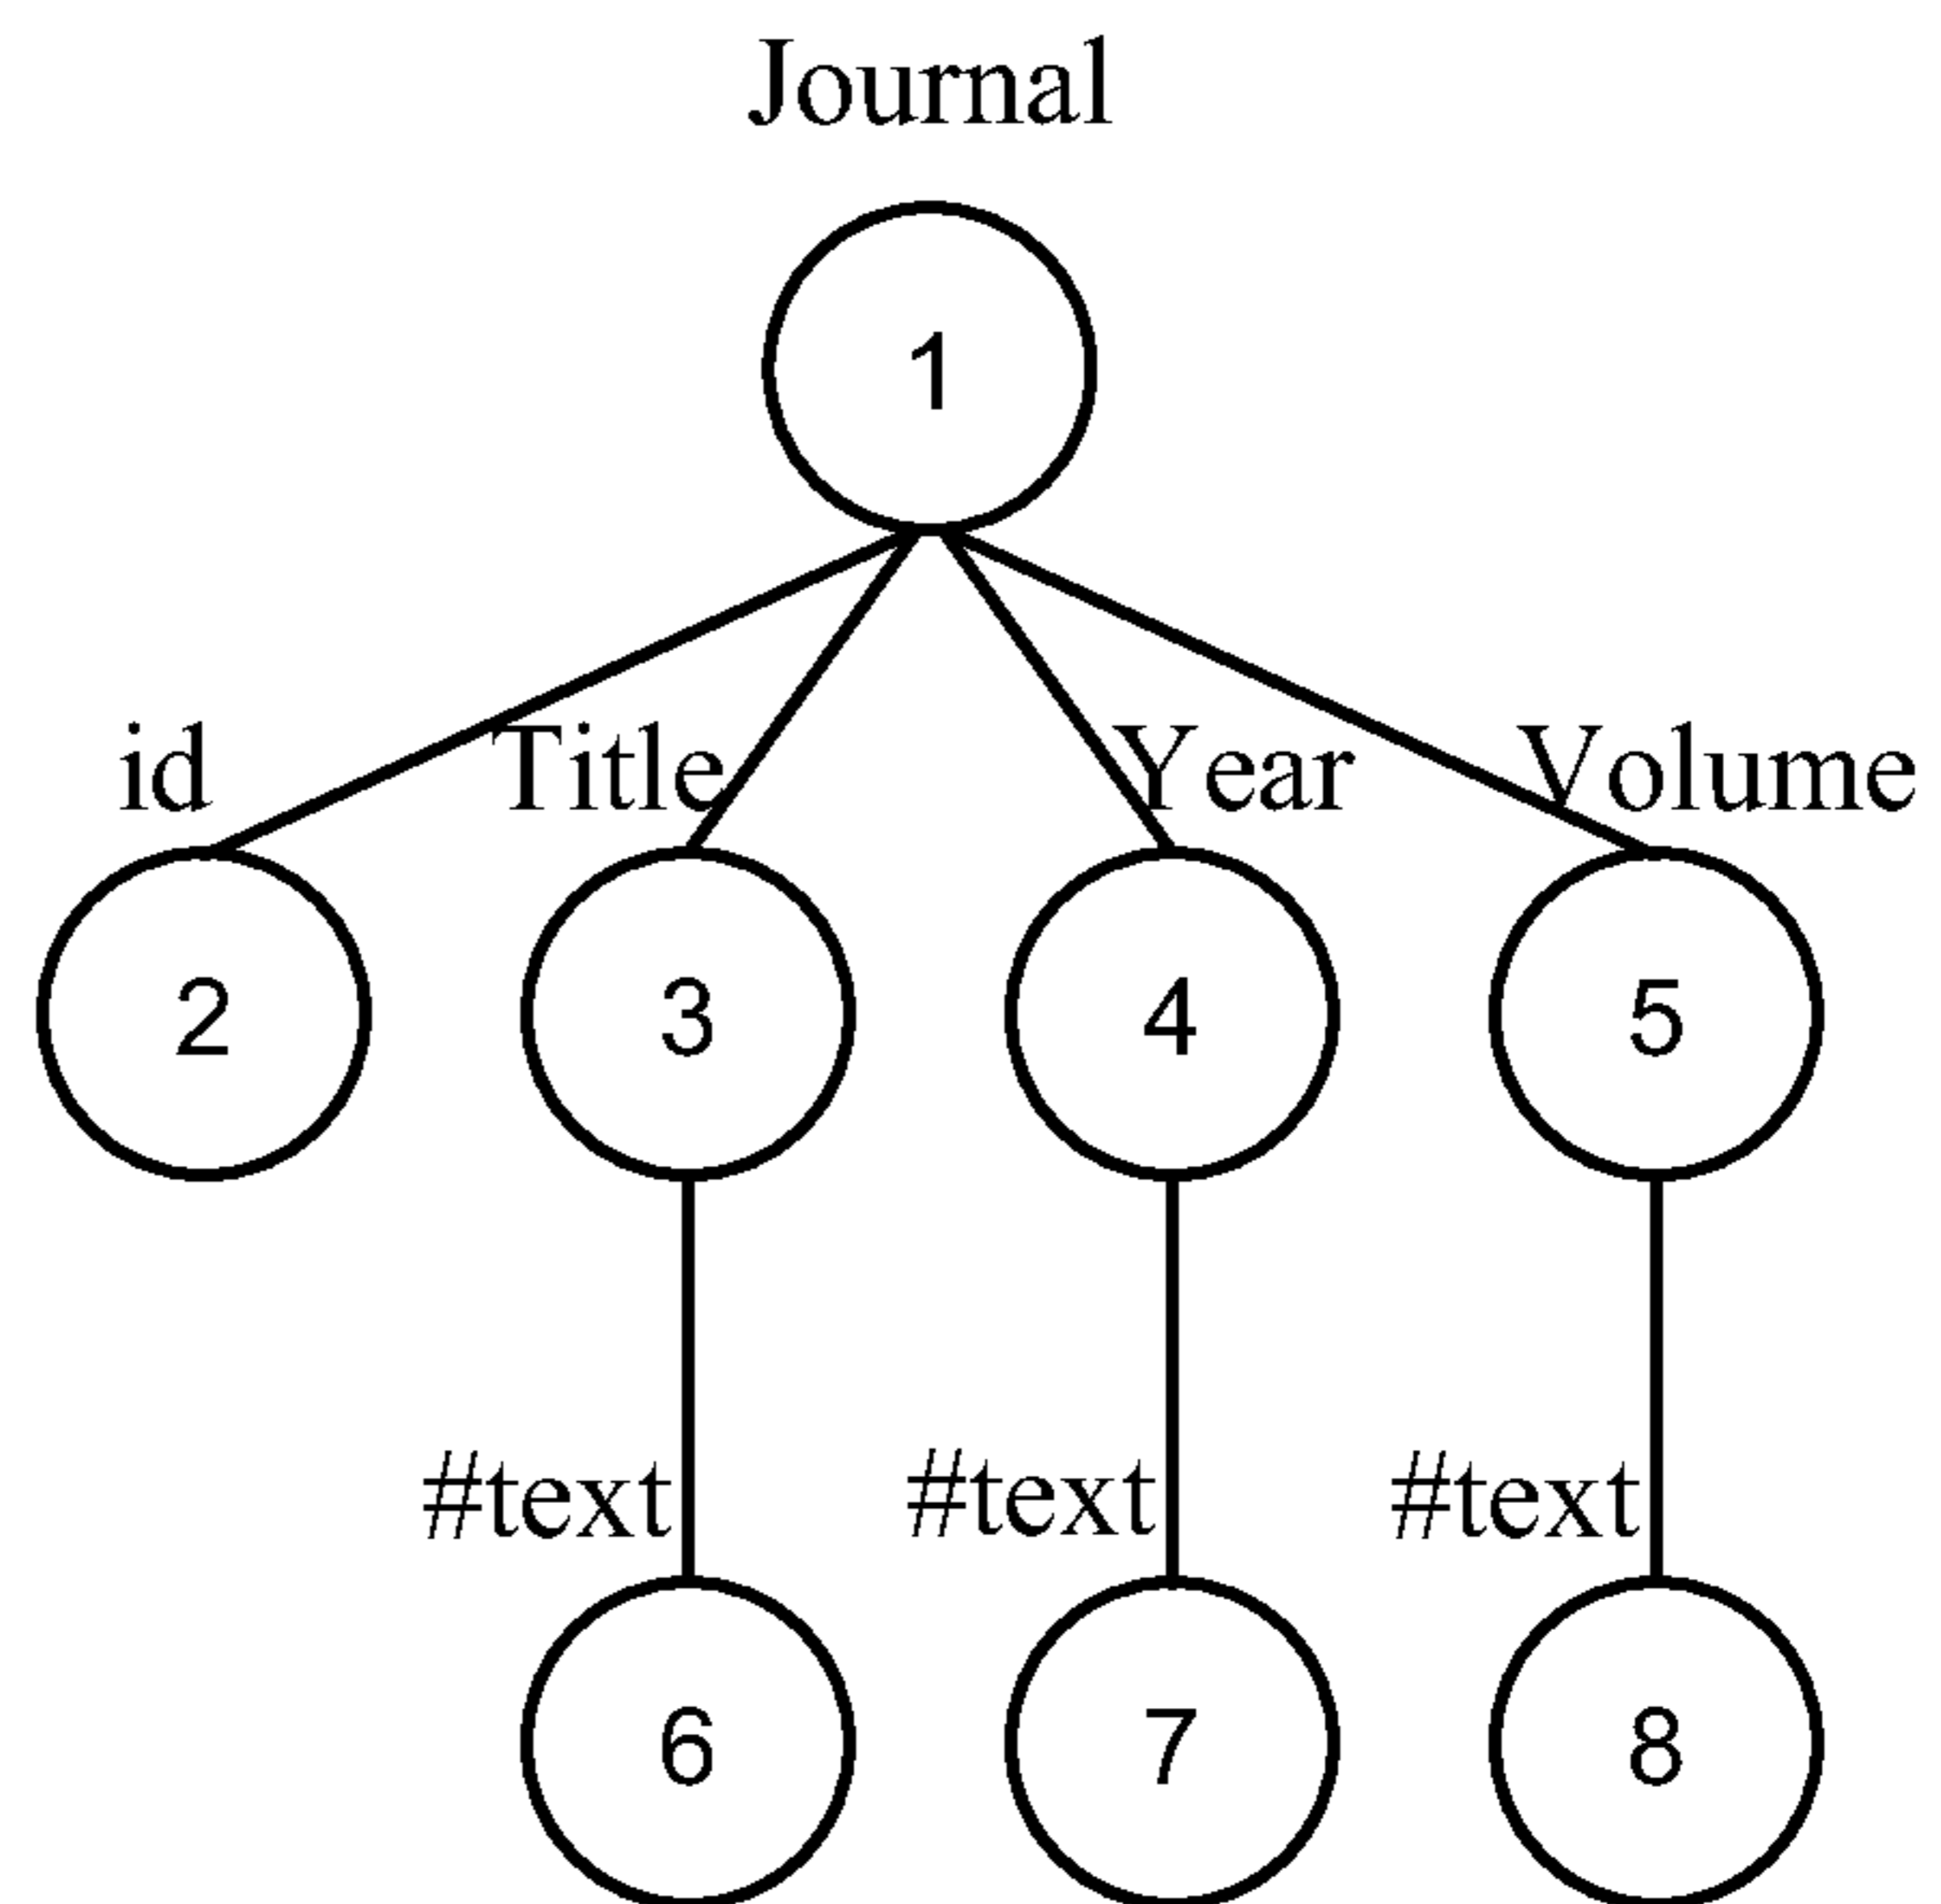 Journal
1
id Title Year Volume
2 3 4 5
#text #text #text
6 7 8